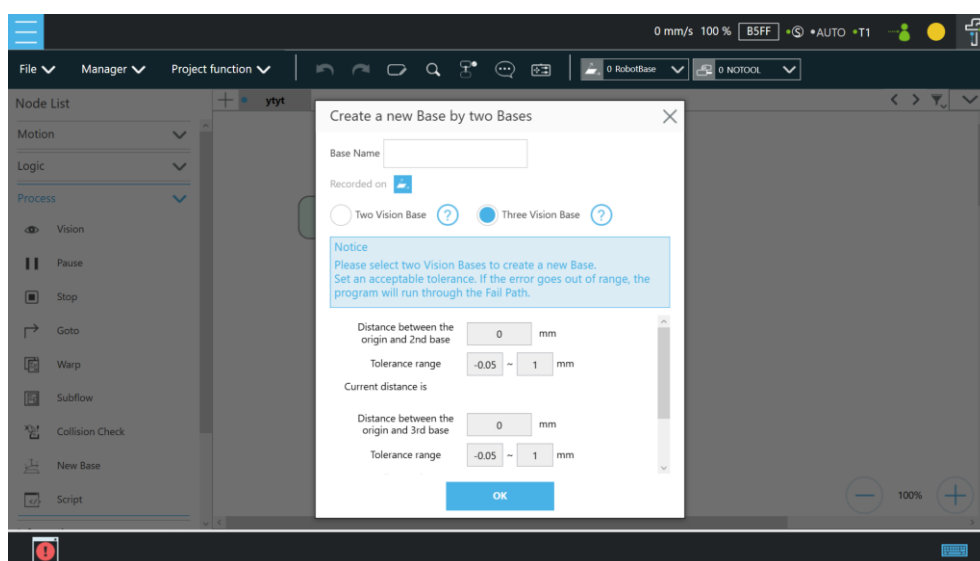 0 mm/s 100 % B5FF •Ⓢ •AUTO •T1
File Manager Project function 0 RobotBase 0 NOTOOL
Node List
ytyt
Motion
Logic
Process
Vision
Pause
Stop
Goto
Warp
Subflow
Collision Check
New Base
Script
Create a new Base by two Bases
Base Name
Recorded on
Two Vision Base ? Three Vision Base ?
Notice
Please select two Vision Bases to create a new Base.
Set an acceptable tolerance. If the error goes out of range, the
program will run through the Fail Path.
Distance between the
origin and 2nd base 0 mm
Tolerance range -0.05 ~ 1 mm
Current distance is
Distance between the
origin and 3rd base 0 mm
Tolerance range -0.05 ~ 1 mm
OK
100%